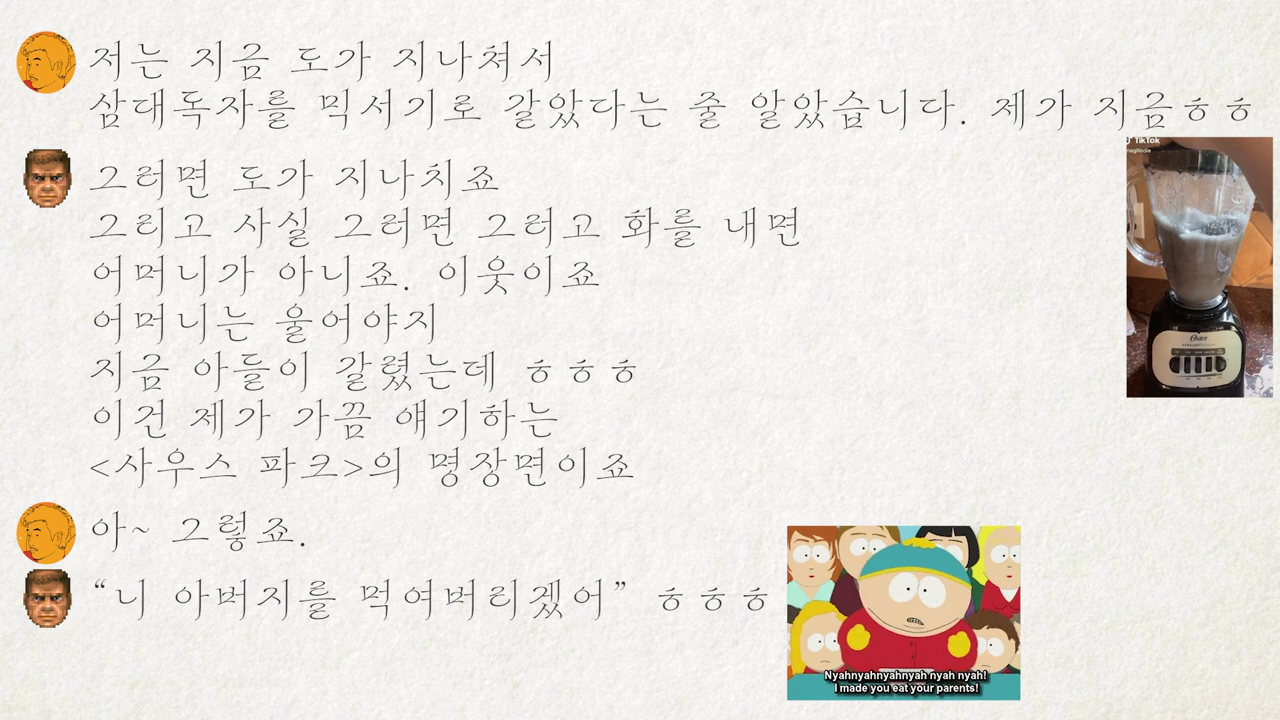 저는 지금 도가 지나쳐서
삼대독자를 믹서기로 갈았다는 줄 알았습니다. 제가 지금ㅎㅎ
TikTok
그러면 도가 지나치죠
그리고 사실 그러면 그러고 화를 내면
어머니가 아니죠. 이웃이죠
어머니는 울어야지
지금 아들이 갈렸는데 ㅎㅎㅎ
Oster
이건 제가 가끔 얘기하는
<사우스 파크>의 명장면이죠
아~ 그렇죠.
“니 아버지를 먹여버리겠어” ㅎㅎㅎ
Nyahnyahnyahnyah nyah nyah!
I made you eat your parents!